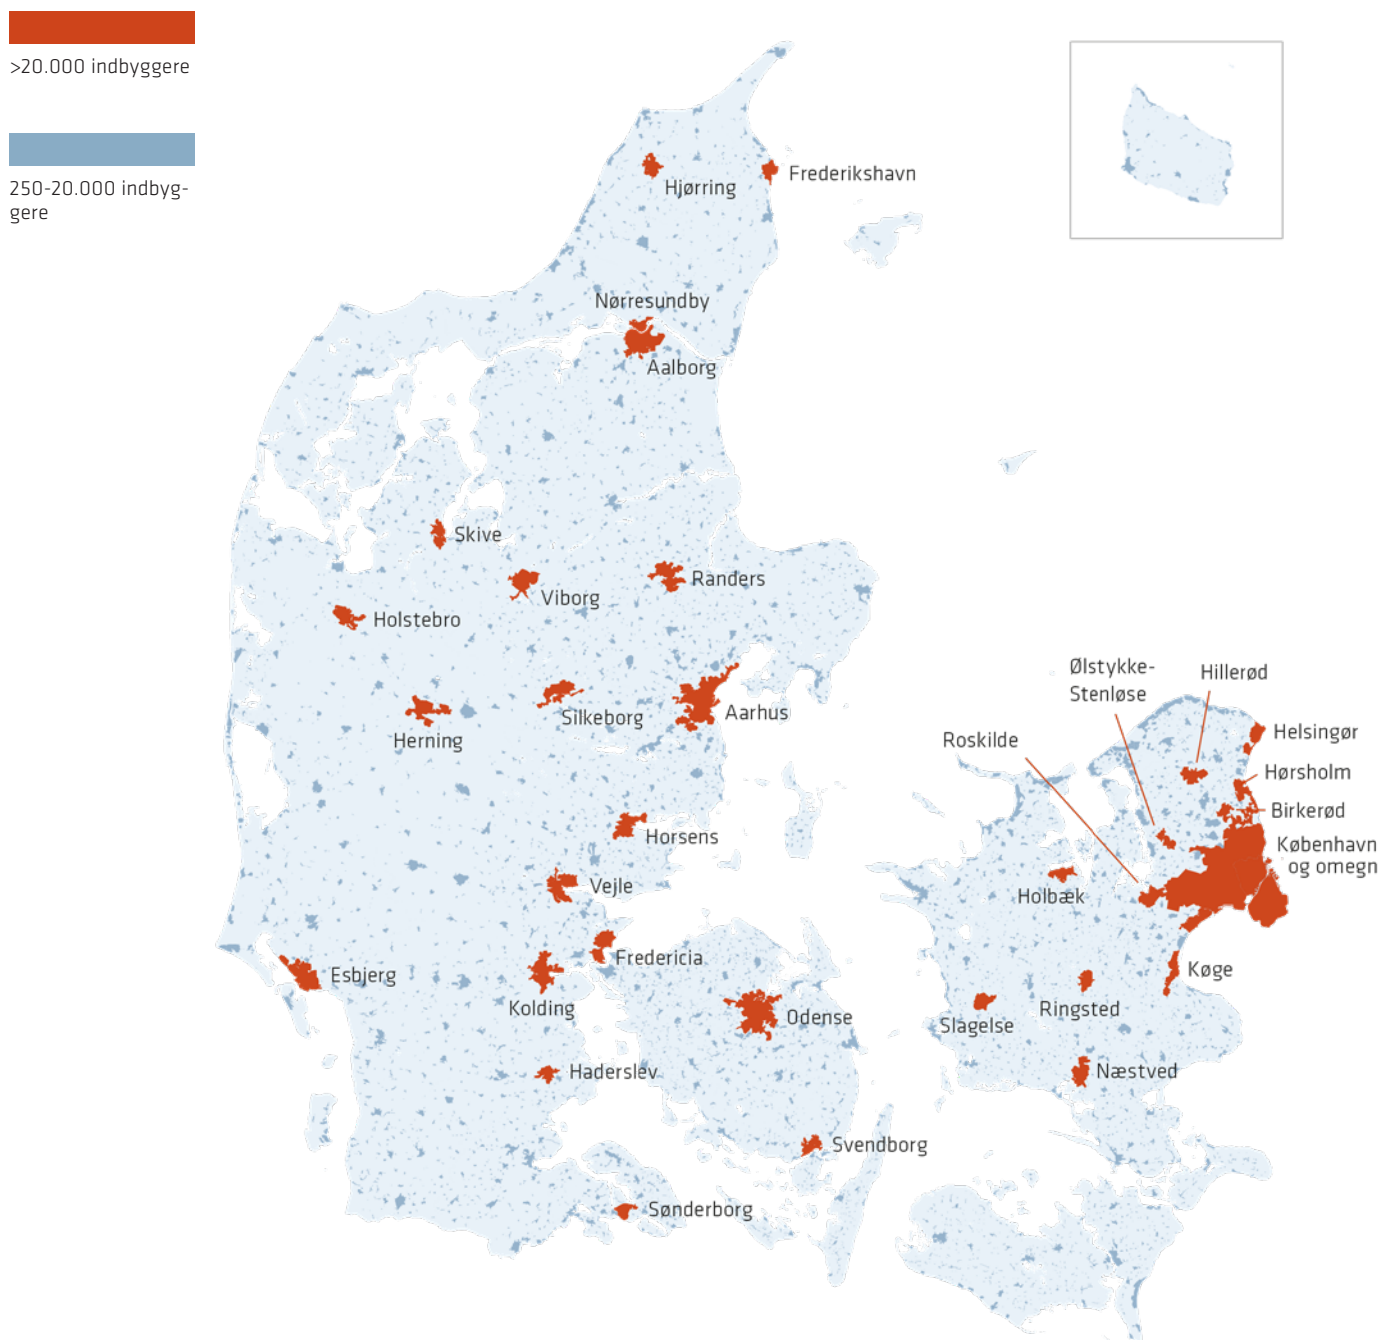 >20.000 indbyggere
250-20.000 indbyg-
gere
Hjørring
Frederikshavn
Nørresundby
Aalborg
Skive
Viborg
Randers
Holstebro
Herning
Silkeborg
Aarhus
Ølstykke-
Stenløse
Hillerød
Roskilde
Helsingør
Hørsholm
Birkerød
København
og omegn
Horsens
Vejle
Holbæk
Fredericia
Esbjerg
Kolding
Odense
Køge
Ringsted
Slagelse
Haderslev
Næstved
Svendborg
Sønderborg